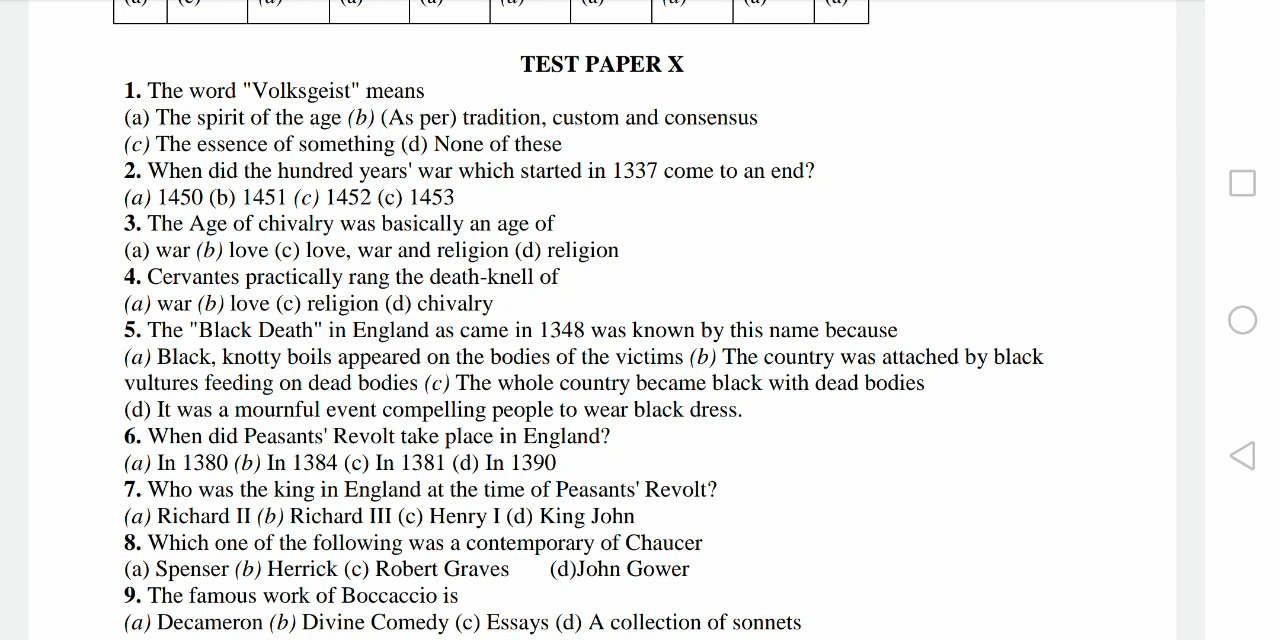 TEST PAPER X
1. The word "Volksgeist" means
(a) The spirit of the age (b) (As per) tradition, custom and consensus
(c) The essence of something (d) None of these
2. When did the hundred years' war which started in 1337 come to an end?
(a) 1450 (b) 1451 (c) 1452 (c) 1453
3. The Age of chivalry was basically an age of
(a) war (b) love (c) love, war and religion (d) religion
4. Cervantes practically rang the death-knell of
(a) war (b) love (c) religion (d) chivalry
5. The "Black Death" in England as came in 1348 was known by this name because
(a) Black, knotty boils appeared on the bodies of the victims (b) The country was attached by black
vultures feeding on dead bodies (c) The whole country became black with dead bodies
(d) It was a mournful event compelling people to wear black dress.
6. When did Peasants' Revolt take place in England?
(a) In 1380 (b) In 1384 (c) In 1381 (d) In 1390
7. Who was the king in England at the time of Peasants' Revolt?
(a) Richard II (b) Richard III (c) Henry I (d) King John
8. Which one of the following was a contemporary of Chaucer
(a) Spenser (b) Herrick (c) Robert Graves (d)John Gower
9. The famous work of Boccaccio is
(a) Decameron (b) Divine Comedy (c) Essays (d) A collection of sonnets